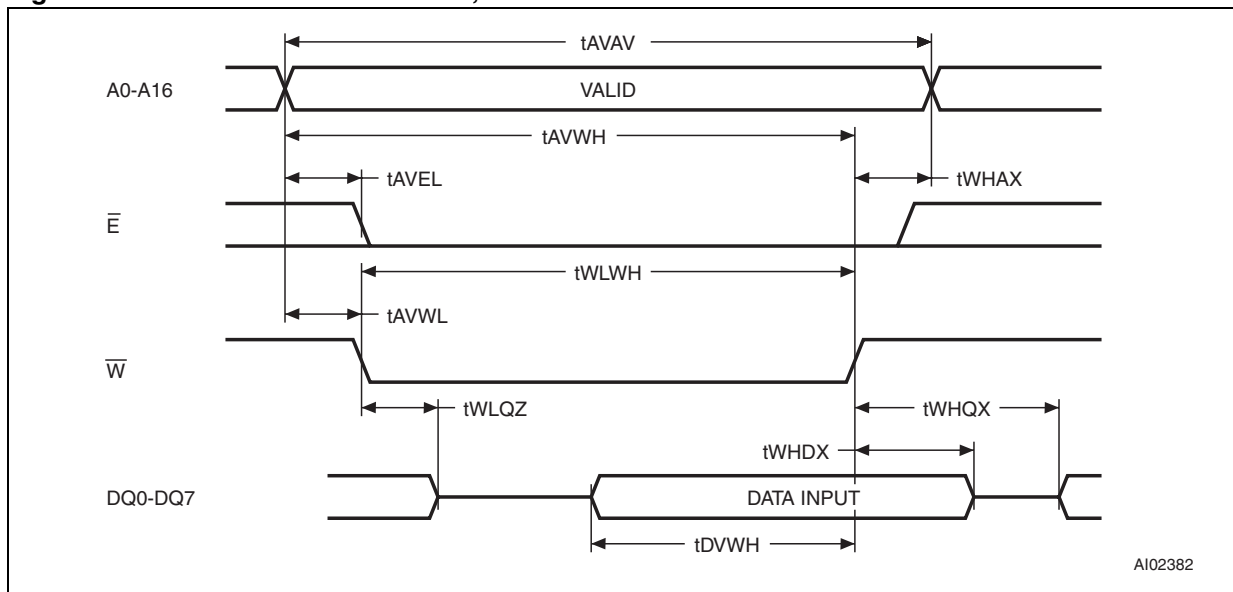 tAVAV
A0-A16
VALID
tAVWH
tAVEL
tWHAX
E̅
tWLWH
tAVWL
W̅
tWLQZ
tWHQX
tWHDX
DQ0-DQ7
DATA INPUT
tDVWH
AI02382